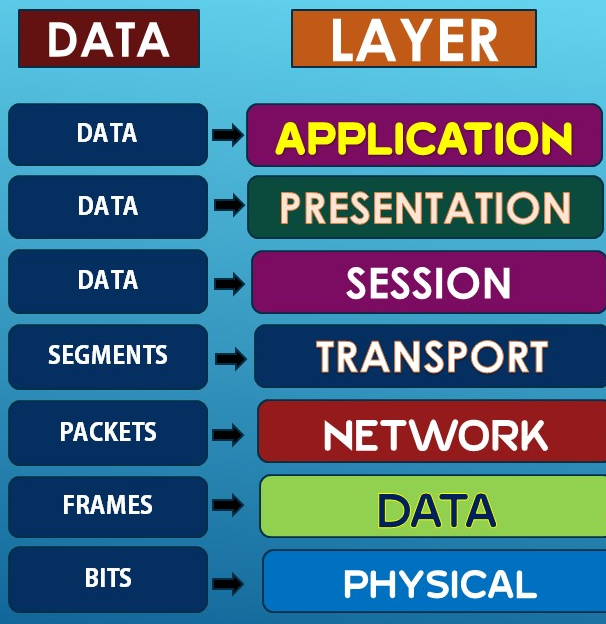 DATA LAYER
DATA APPLICATION
DATA PRESENTATION
DATA SESSION
SEGMENTS TRANSPORT
PACKETS NETWORK
FRAMES DATA
BITS PHYSICAL